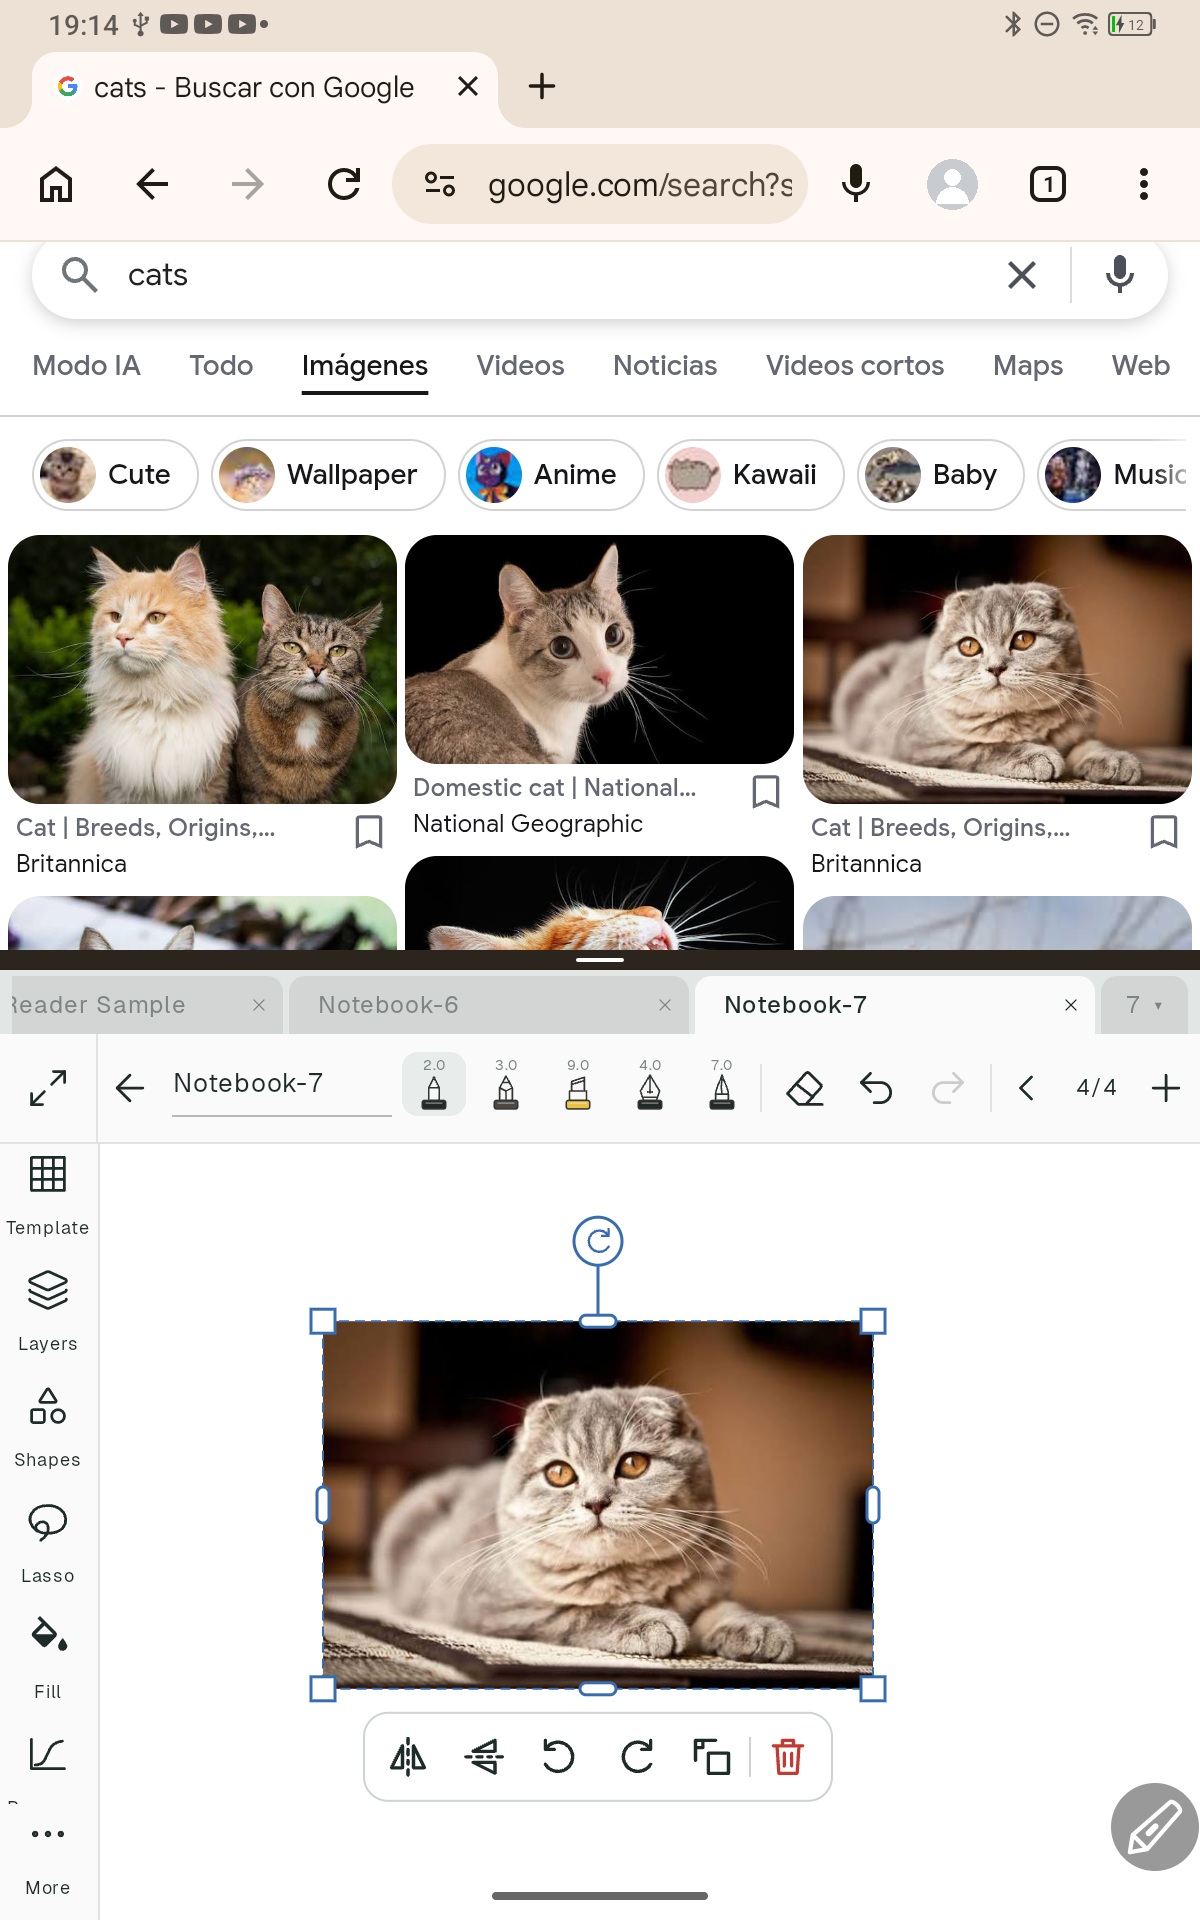 19:14
12
cats - Buscar con Google
google.com/search?s
1
cats
Modo IA Todo Imágenes Videos Noticias Videos cortos Maps Web
Cute Wallpaper Anime Kawaii Baby Music
Cat | Breeds, Origins,...
Britannica
Domestic cat | National...
National Geographic
Cat | Breeds, Origins,...
Britannica
Reader Sample Notebook-6 Notebook-7 7
Notebook-7 2.0 3.0 9.0 4.0 7.0 4/4
Template
Layers
Shapes
Lasso
Fill
More